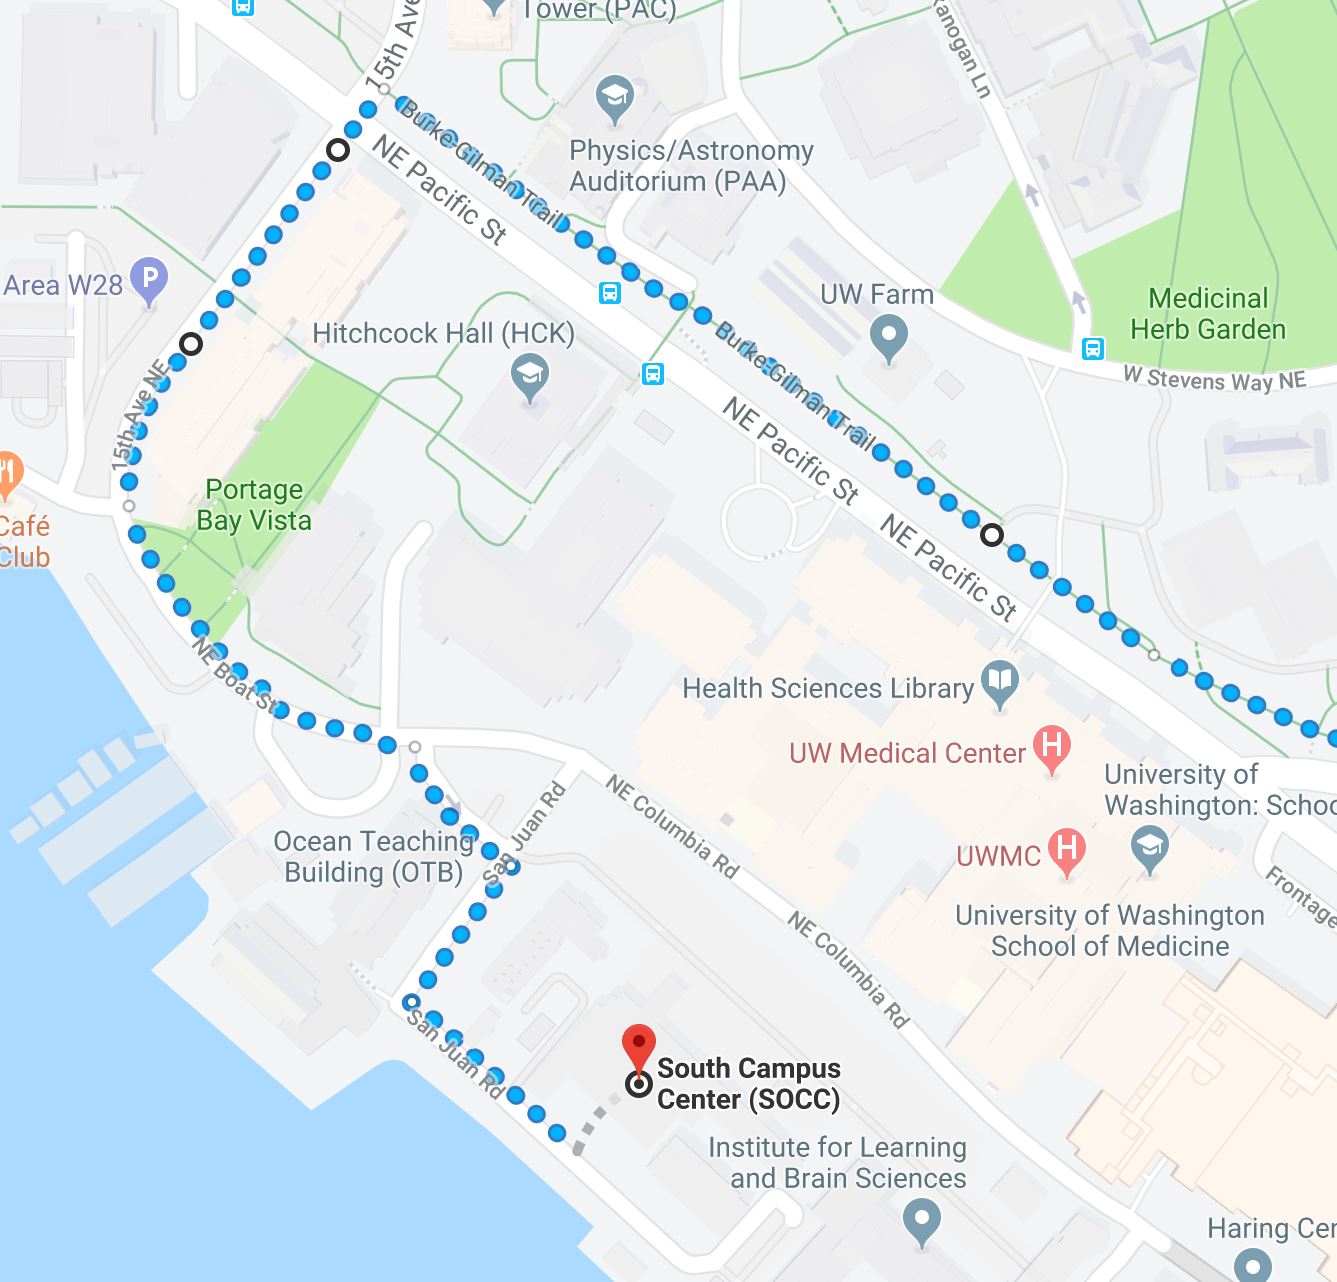 Tower (PAC)
15th Ave
Burke-Gilman Trail
NE Pacific St
Physics/Astronomy
Auditorium (PAA)
Area W28
P
UW Farm
Medicinal
Herb Garden
Hitchcock Hall (HCK)
Burke-Gilman Trail
W Stevens Way NE
15th Ave NE
NE Pacific St
Portage
Bay Vista
Café
Club
NE Pacific St
NE Boat St
Health Sciences Library
UW Medical Center
H
University of
Washington: Schoo
San Juan Rd
NE Columbia Rd
Ocean Teaching
Building (OTB)
UWMC
H
Frontage
University of Washington
School of Medicine
NE Columbia Rd
San Juan Rd
South Campus
Center (SOCC)
Institute for Learning
and Brain Sciences
Haring Cen